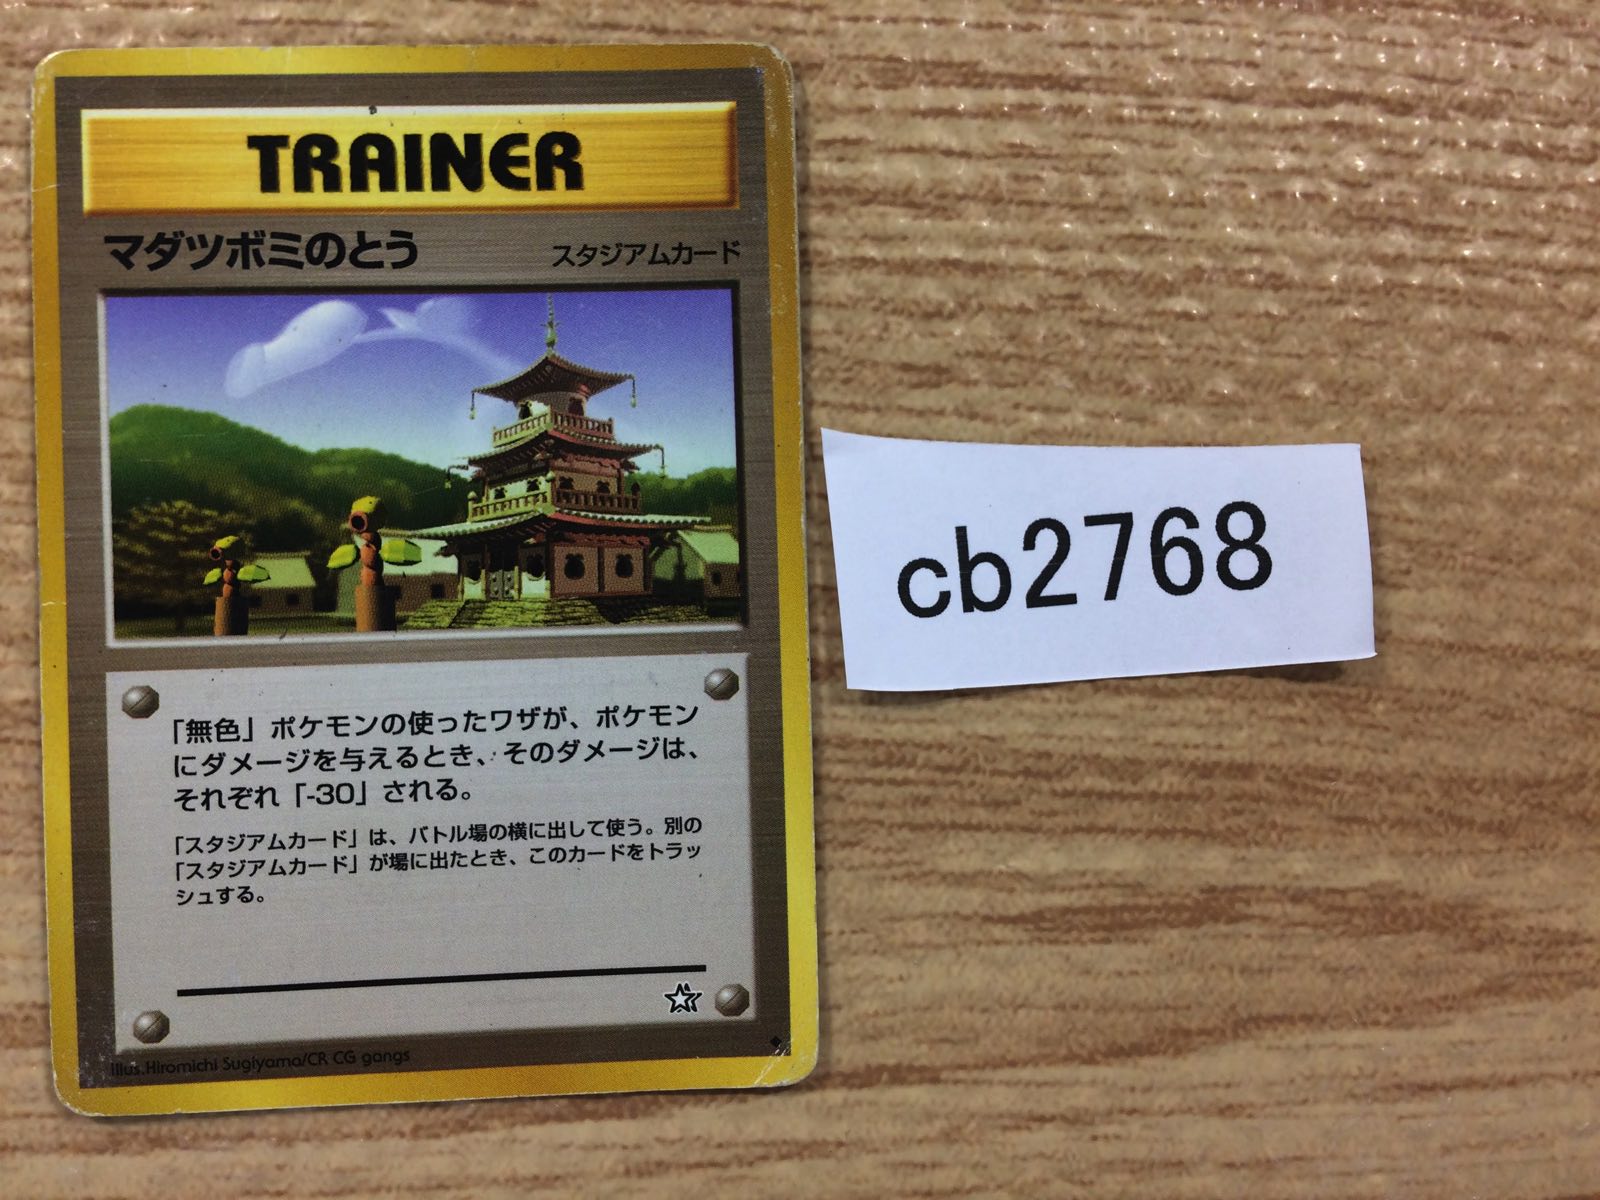 TRAINER
マダツボミのとう
スタジアムカード
「無色」ポケモンの使ったワザが、ポケモン
にダメージを与えるとき、そのダメージは、
それぞれ「-30」される。
「スタジアムカード」は、バトル場の横に出して使う。別の
「スタジアムカード」が場に出たとき、このカードをトラッ
シュする。
Illus.Hiromichi Sugiyama/CR CG gangs
cb2768